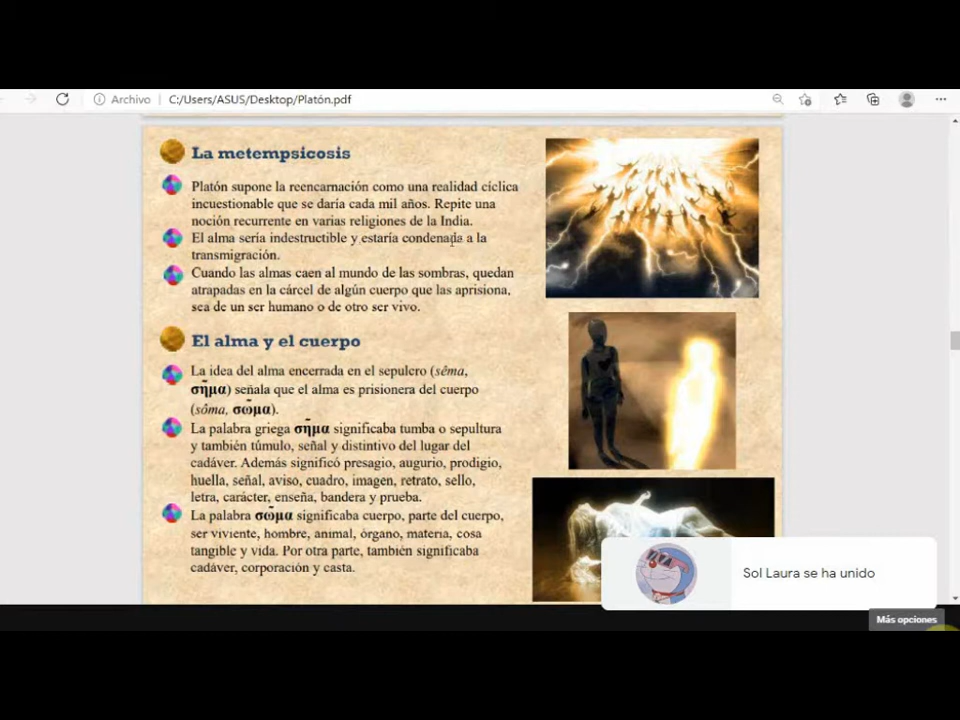 Archivo | C:/Users/ASUS/Desktop/Platón.pdf
La metempsicosis
Platón supone la reencarnación como una realidad cíclica
incuestionable que se daría cada mil años. Repite una
noción recurrente en varias religiones de la India.
El alma sería indestructible y estaría condenada a la
transmigración.
Cuando las almas caen al mundo de las sombras, quedan
atrapadas en la cárcel de algún cuerpo que las aprisiona,
sea de un ser humano o de otro ser vivo.
El alma y el cuerpo
La idea del alma encerrada en el sepulcro (sêma,
σῆμα) señala que el alma es prisionera del cuerpo
(sôma, σῶμα).
La palabra griega σῆμα significaba tumba o sepultura
y también túmulo, señal y distintivo del lugar del
cadáver. Además significó presagio, augurio, prodigio,
huella, señal, aviso, cuadro, imagen, retrato, sello,
letra, carácter, enseña, bandera y prueba.
La palabra σῶμα significaba cuerpo, parte del cuerpo,
ser viviente, hombre, animal, órgano, materia, cosa
tangible y vida. Por otra parte, también significaba
cadáver, corporación y casta.
Sol Laura se ha unido
Más opciones